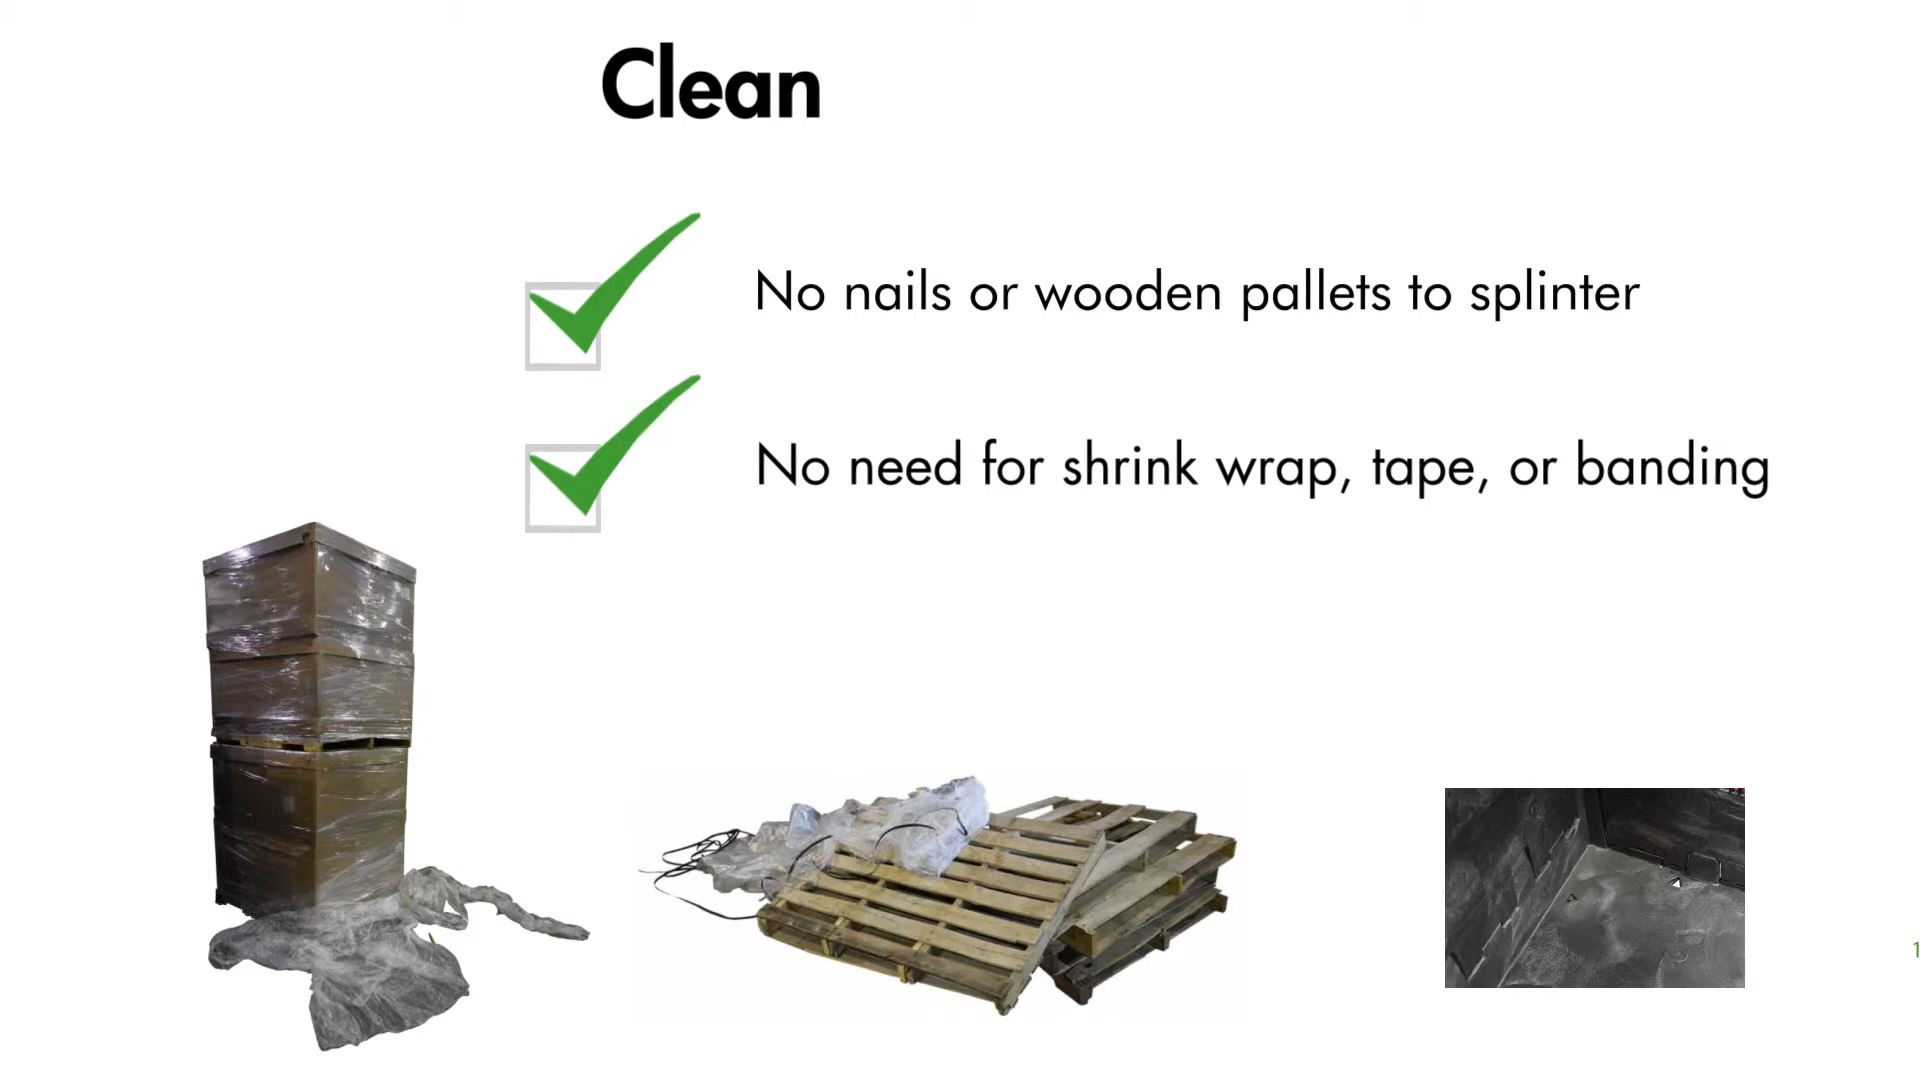 Clean
No nails or wooden pallets to splinter
No need for shrink wrap, tape, or banding
1